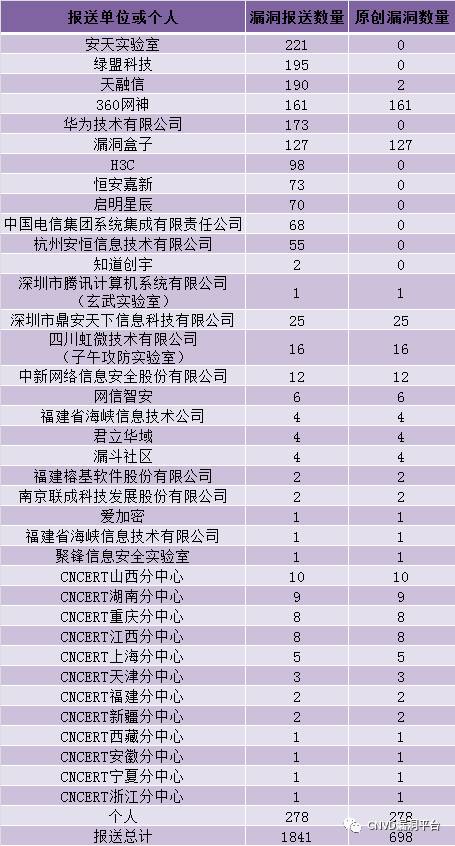 报送单位或个人 漏洞报送数量 原创漏洞数量
安天实验室 221 0
绿盟科技 195 0
天融信 190 2
360网神 161 161
华为技术有限公司 173 0
漏洞盒子 127 127
H3C 98 0
恒安嘉新 73 0
启明星辰 70 0
中国电信集团系统集成有限责任公司 68 0
杭州安恒信息技术有限公司 55 0
知道创宇 2 0
深圳市腾讯计算机系统有限公司
（玄武实验室） 1 1
深圳市鼎安天下信息科技有限公司 25 25
四川虹微技术有限公司
（子午攻防实验室） 16 16
中新网络信息安全股份有限公司 12 12
网信智安 6 6
福建省海峡信息技术公司 4 4
君立华域 4 4
漏斗社区 4 4
福建榕基软件股份有限公司 2 2
南京联成科技发展股份有限公司 2 2
爱加密 1 1
福建省海峡信息技术有限公司 1 1
聚锋信息安全实验室 1 1
CNCERT山西分中心 10 10
CNCERT湖南分中心 9 9
CNCERT重庆分中心 8 8
CNCERT江西分中心 8 8
CNCERT上海分中心 5 5
CNCERT天津分中心 3 3
CNCERT福建分中心 2 2
CNCERT新疆分中心 2 2
CNCERT西藏分中心 1 1
CNCERT安徽分中心 1 1
CNCERT宁夏分中心 1 1
CNCERT浙江分中心 1 1
个人 278 278
报送总计 1841 698
CNVD漏洞平台